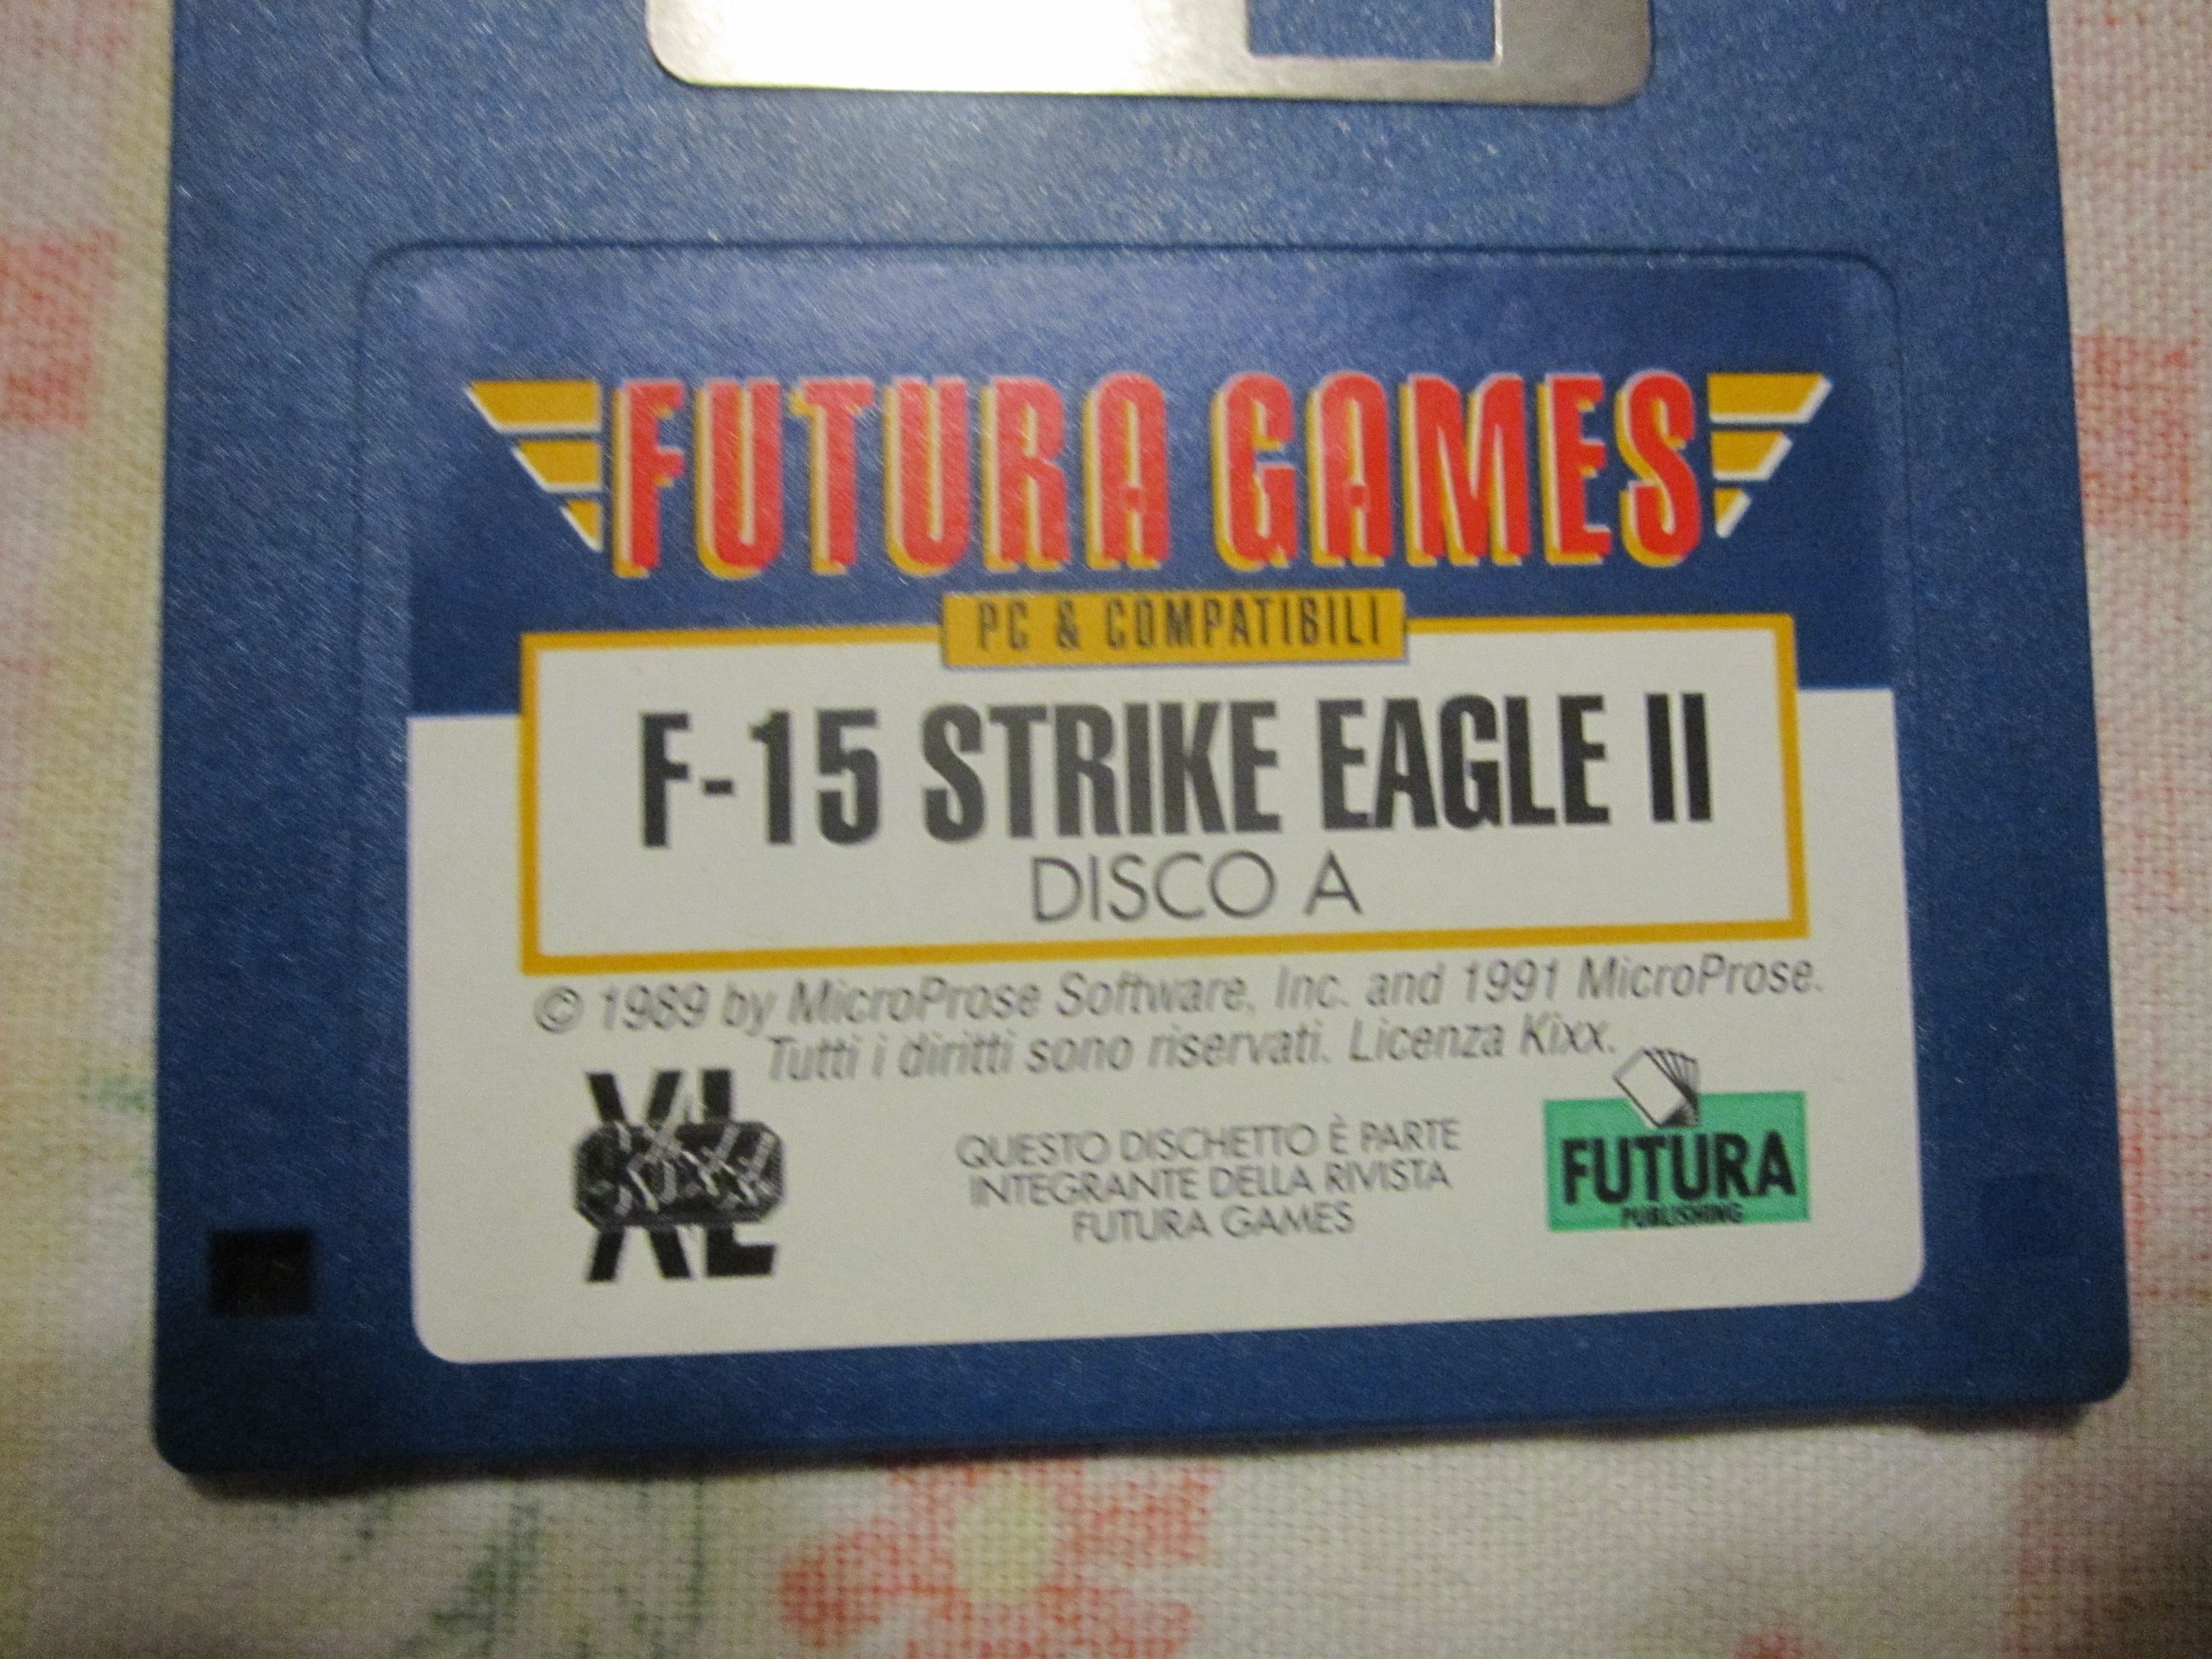 FUTURA GAMES
PC & COMPATIBILI
F-15 STRIKE EAGLE II
DISCO A
© 1989 by MicroProse Software, Inc. and 1991 MicroProse.
Tutti i diritti sono riservati. Licenza Kixx.
XL
Kixx
QUESTO DISCHETTO È PARTE
INTEGRANTE DELLA RIVISTA
FUTURA GAMES
FUTURA
PUBLISHING